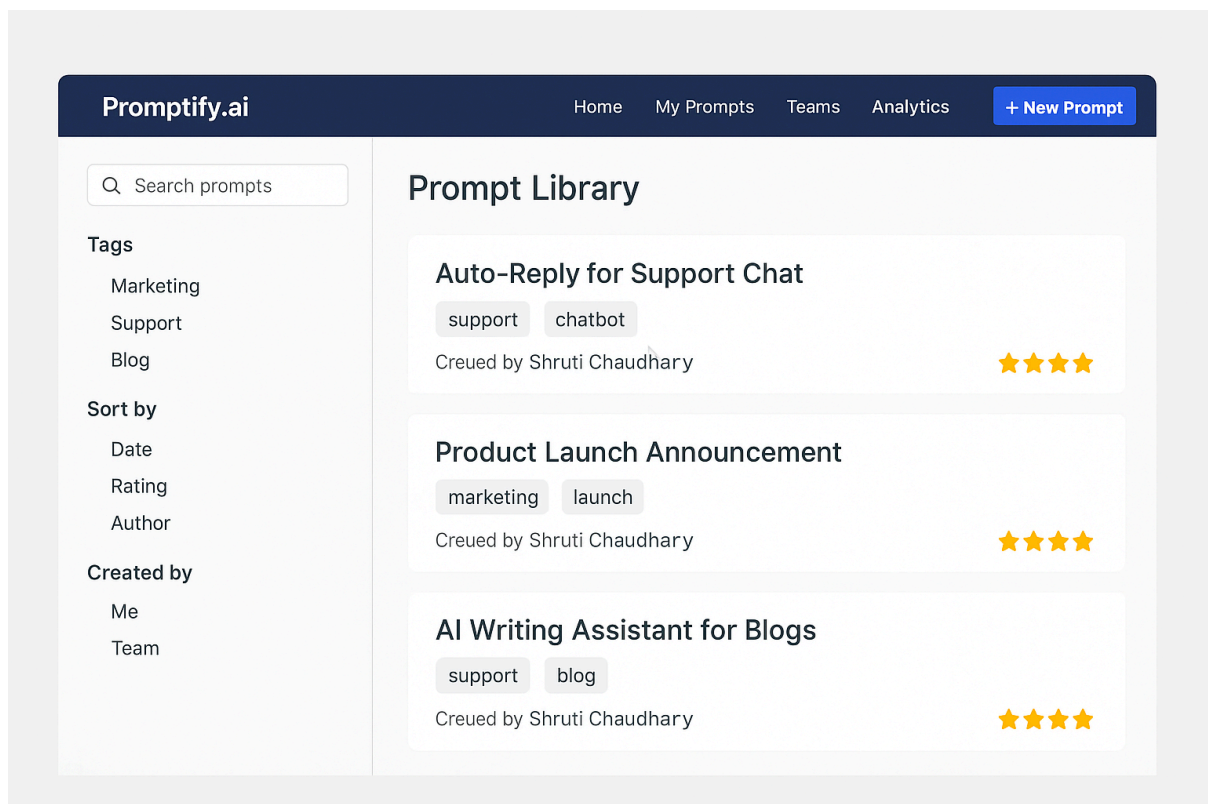 Promptify.ai
Home My Prompts Teams Analytics + New Prompt
Search prompts
Tags
Marketing
Support
Blog
Sort by
Date
Rating
Author
Created by
Me
Team
Prompt Library
Auto-Reply for Support Chat
support chatbot
Creued by Shruti Chaudhary
Product Launch Announcement
marketing launch
Creued by Shruti Chaudhary
AI Writing Assistant for Blogs
support blog
Creued by Shruti Chaudhary